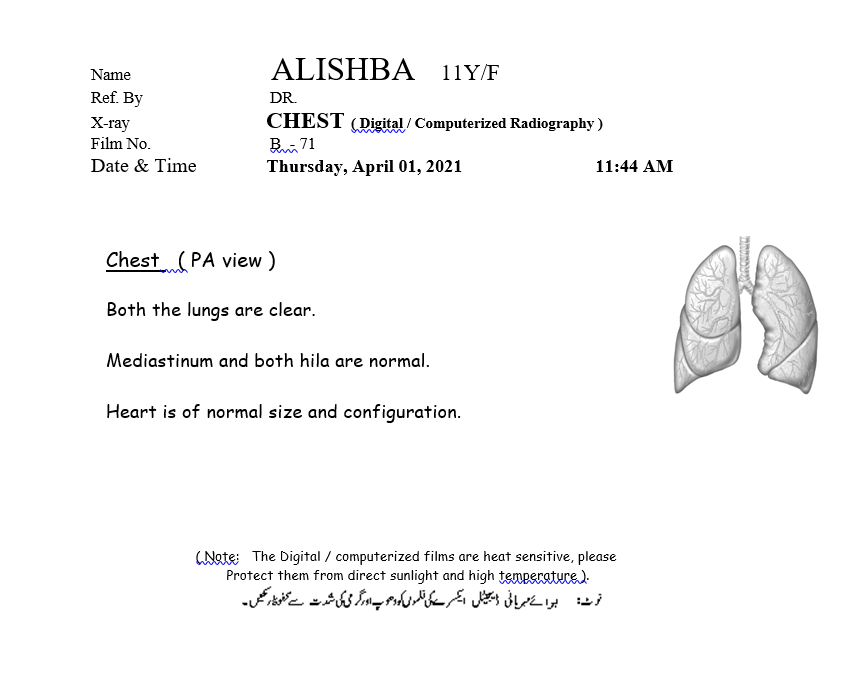 Name ALISHBA 11Y/F
Ref. By DR.
X-ray CHEST ( Digital / Computerized Radiography )
Film No. B - 71
Date & Time Thursday, April 01, 2021 11:44 AM
Chest ( PA view )
Both the lungs are clear.
Mediastinum and both hila are normal.
Heart is of normal size and configuration.
( Note: The Digital / computerized films are heat sensitive, please
Protect them from direct sunlight and high temperature ).
نوٹ: برائے مہربانی ڈیجیٹل ایکسرے کی فلموں کو دھوپ اور گرمی کی شدت سے محفوظ رکھیں۔